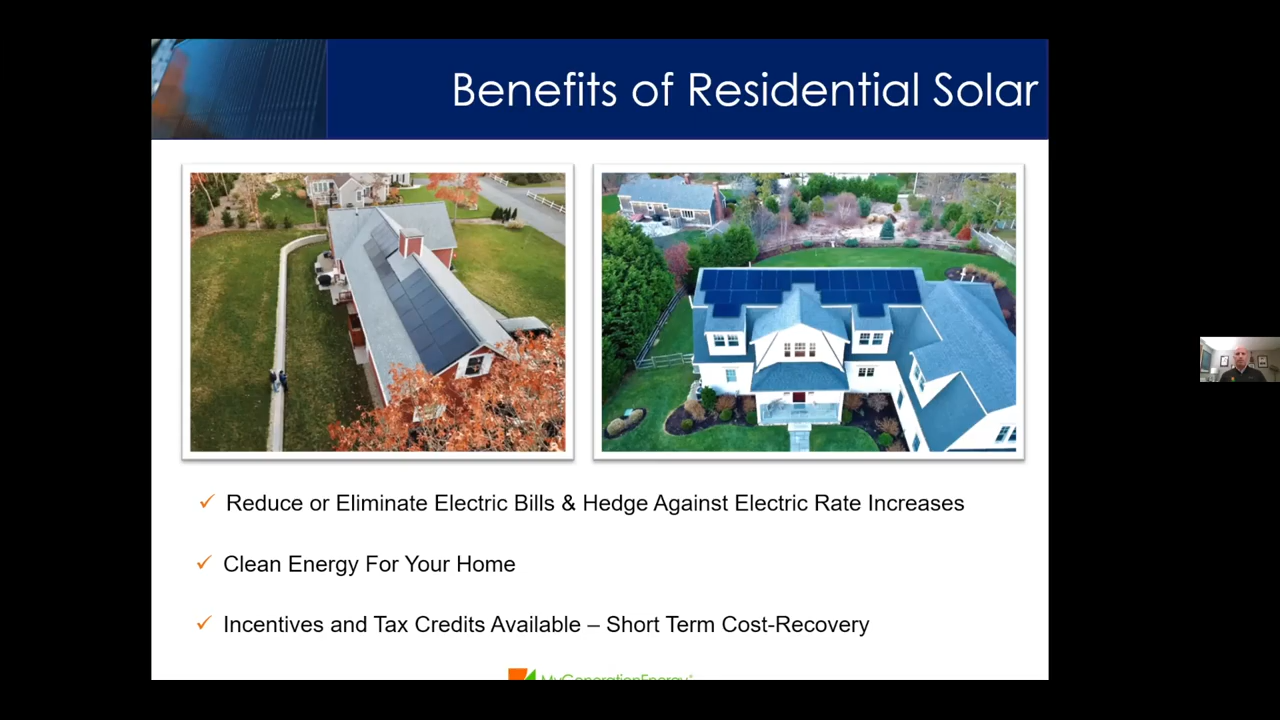 Benefits of Residential Solar
✓ Reduce or Eliminate Electric Bills & Hedge Against Electric Rate Increases
✓ Clean Energy For Your Home
✓ Incentives and Tax Credits Available – Short Term Cost-Recovery
MyGenerationEnergy